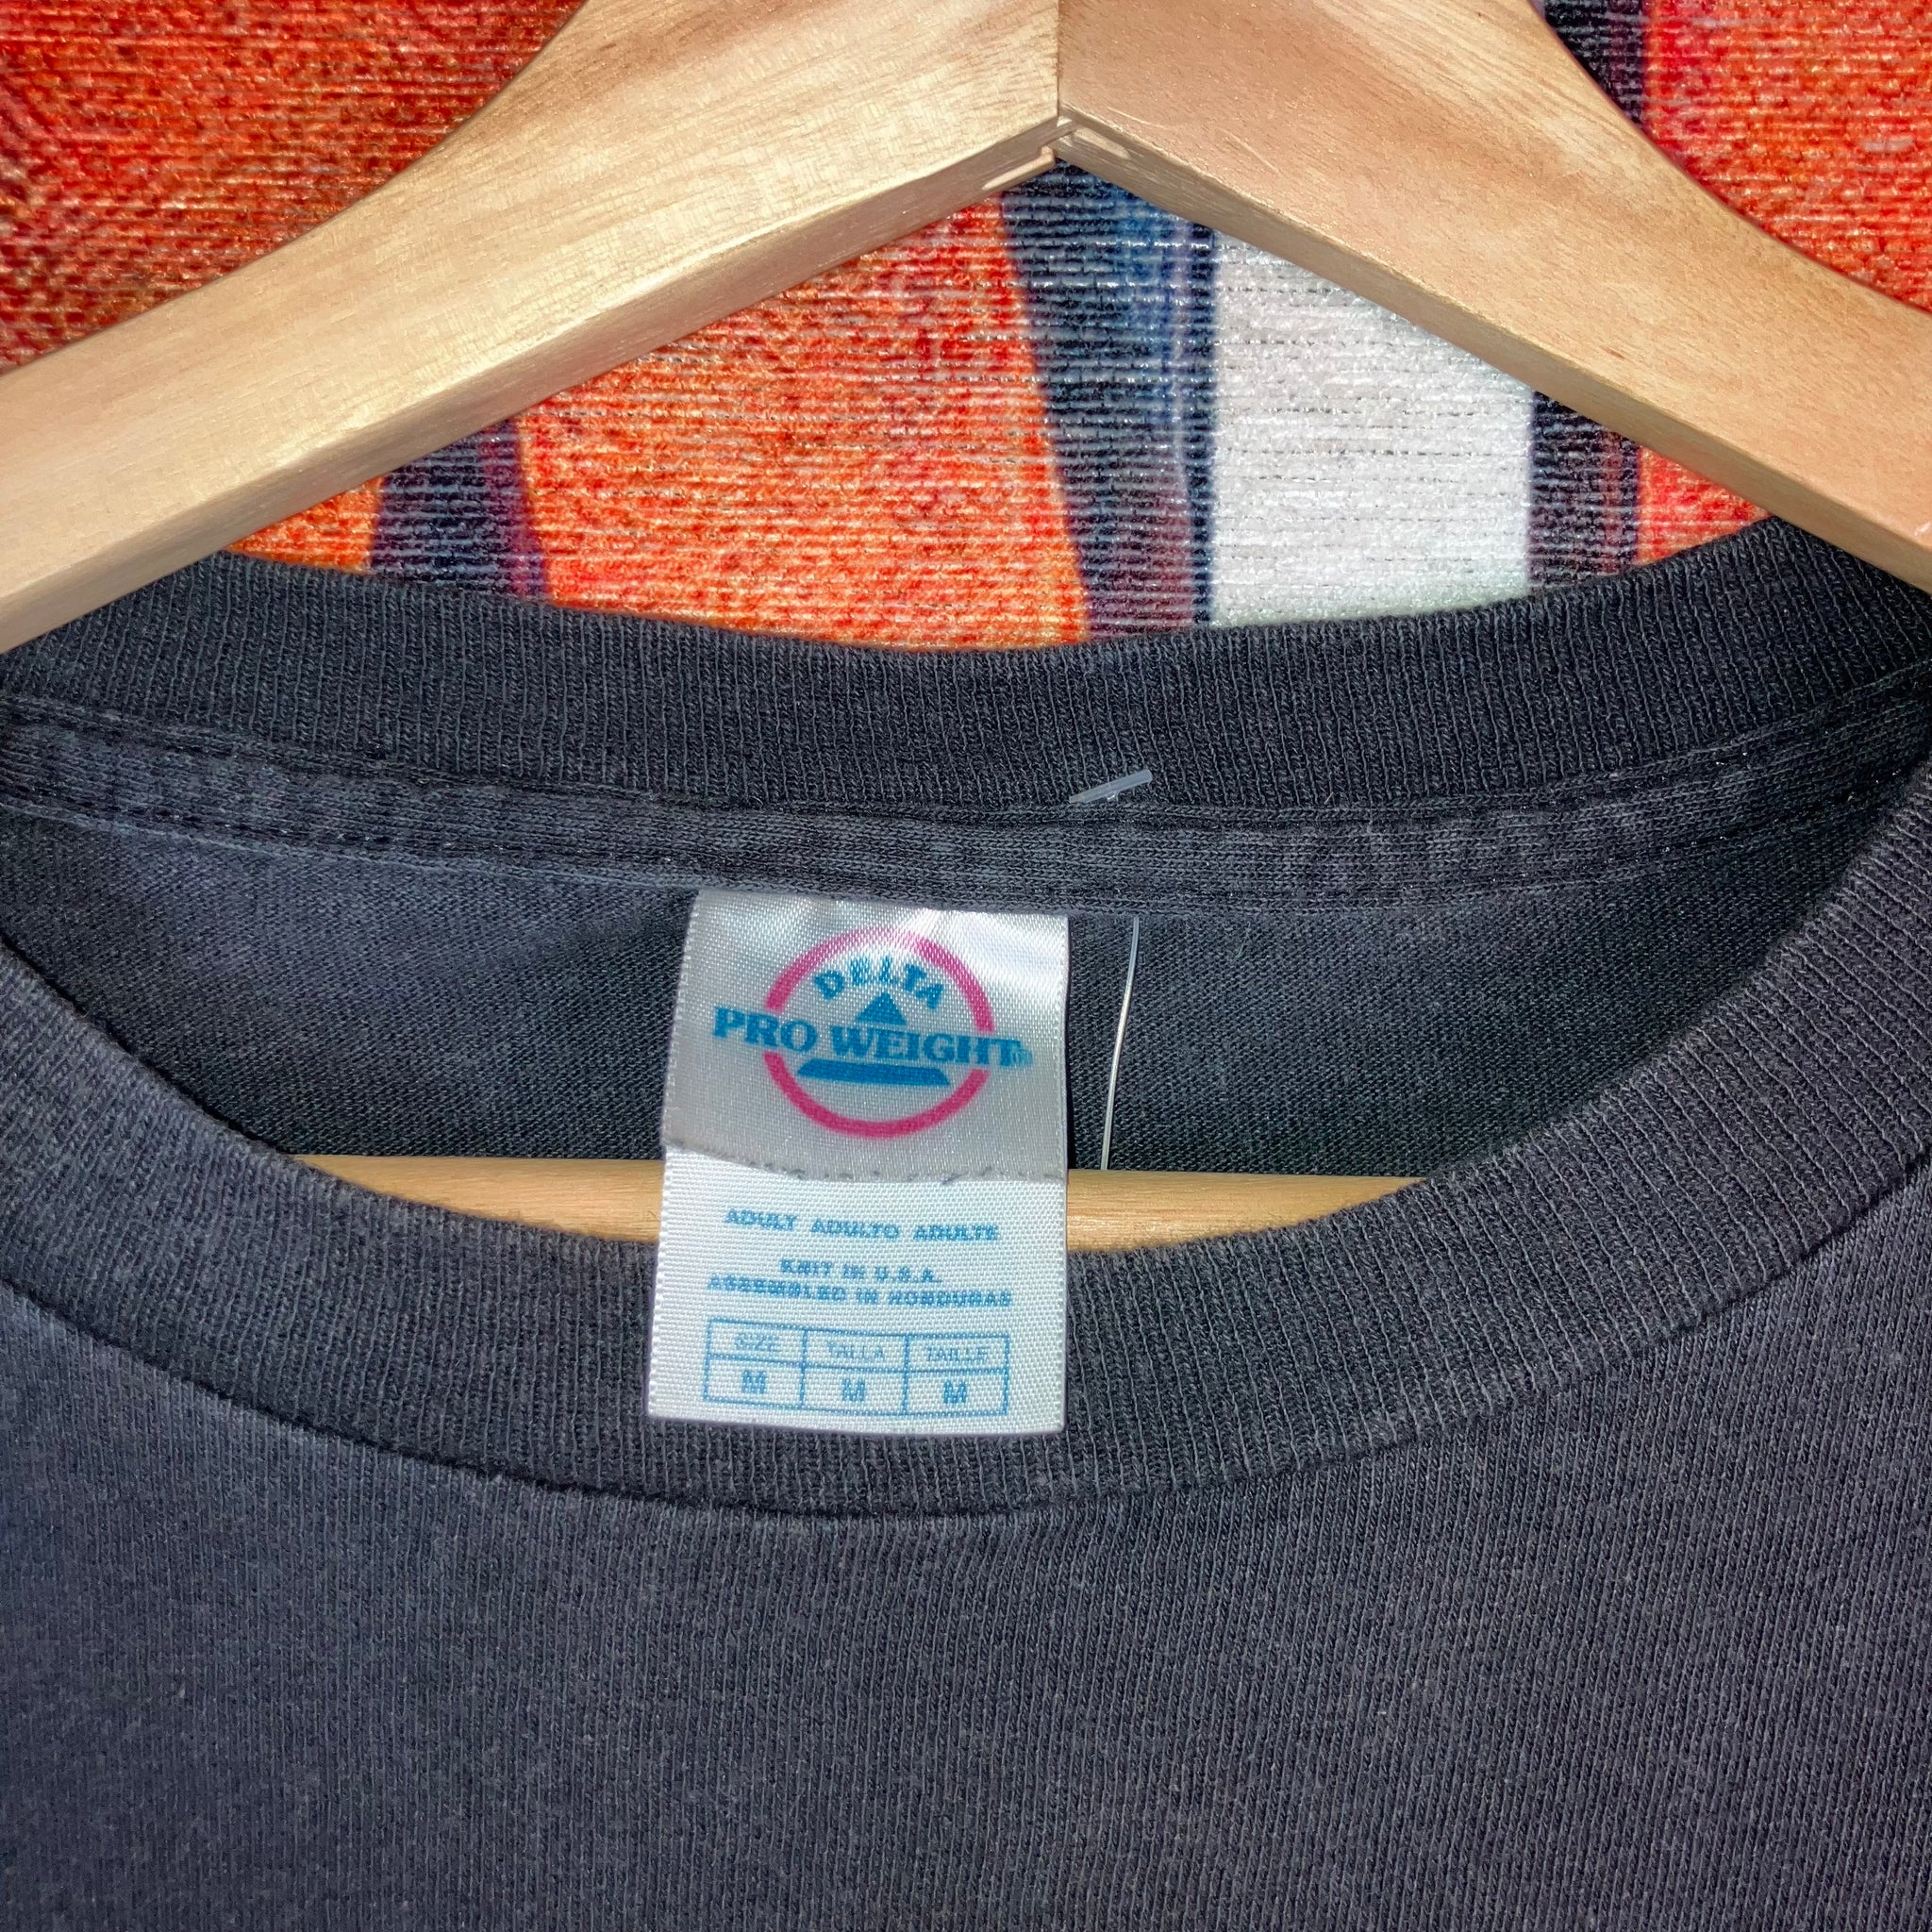 DELTA
PRO WEIGHT®
ADULT ADULTO ADULTE
KNIT IN U.S.A.
ASSEMBLED IN HONDURAS
SIZE TALLA TAILLE
M M M